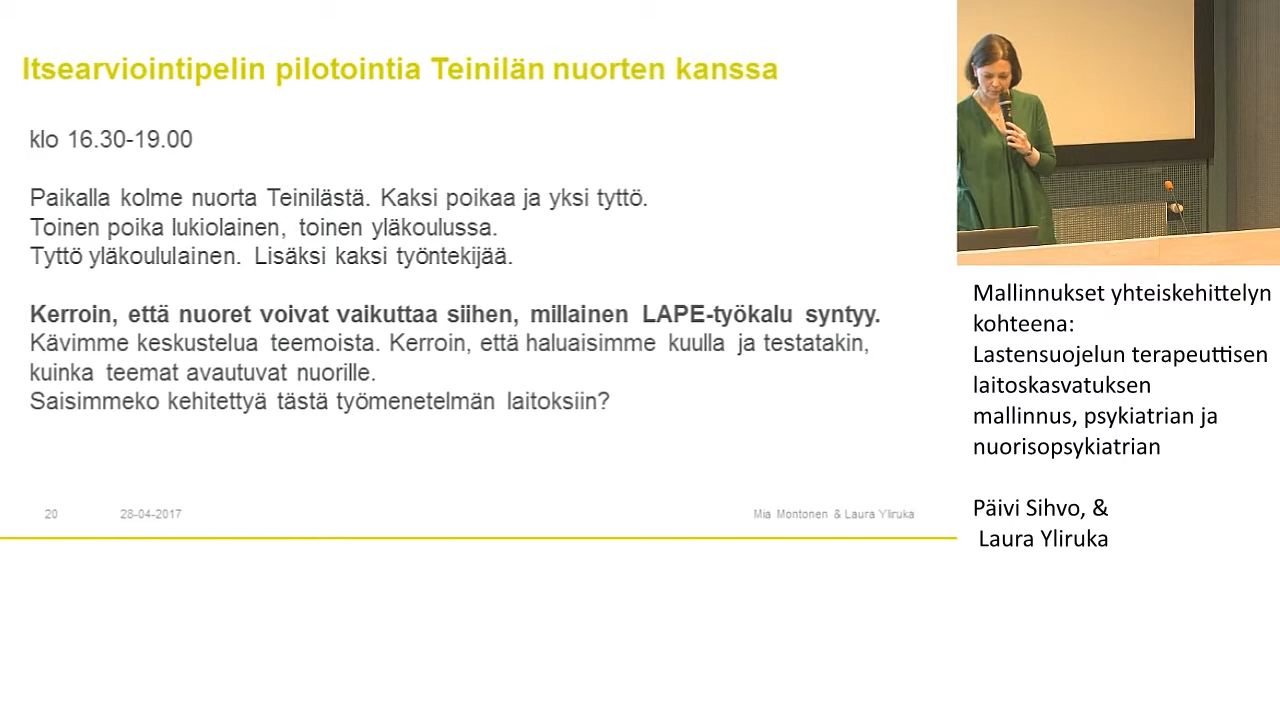 Itsearviointipelin pilotointia Teinilän nuorten kanssa
klo 16.30-19.00
Paikalla kolme nuorta Teinilästä. Kaksi poikaa ja yksi tyttö.
Toinen poika lukiolainen, toinen yläkoulussa.
Tyttö yläkoululainen. Lisäksi kaksi työntekijää.
Kerroin, että nuoret voivat vaikuttaa siihen, millainen LAPE-työkalu syntyy.
Kävimme keskustelua teemoista. Kerroin, että haluaisimme kuulla ja testatakin,
kuinka teemat avautuvat nuorille.
Saisimmeko kehitettyä tästä työmenetelmän laitoksiin?
20 28-04-2017 Mia Montonen & Laura Yliruka
Mallinnukset yhteiskehittelyn
kohteena:
Lastensuojelun terapeuttisen
laitoskasvatuksen
mallinnus, psykiatrian ja
nuorisopsykiatrian
Päivi Sihvo, &
Laura Yliruka